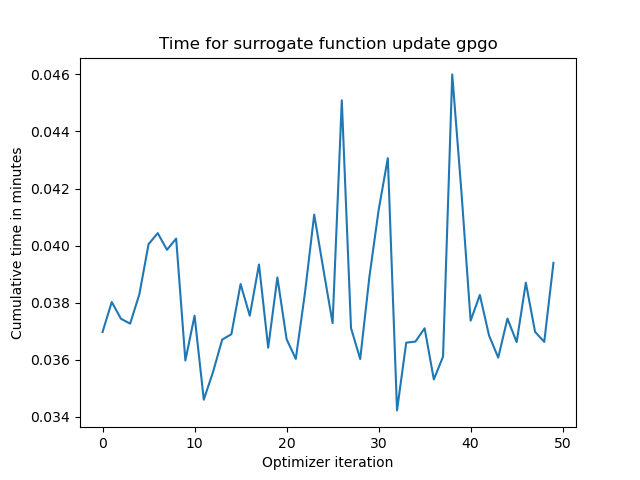 Time for surrogate function update gpgo
Cumulative time in minutes
0.046
0.044
0.042
0.040
0.038
0.036
0.034
0 10 20 30 40 50
Optimizer iteration